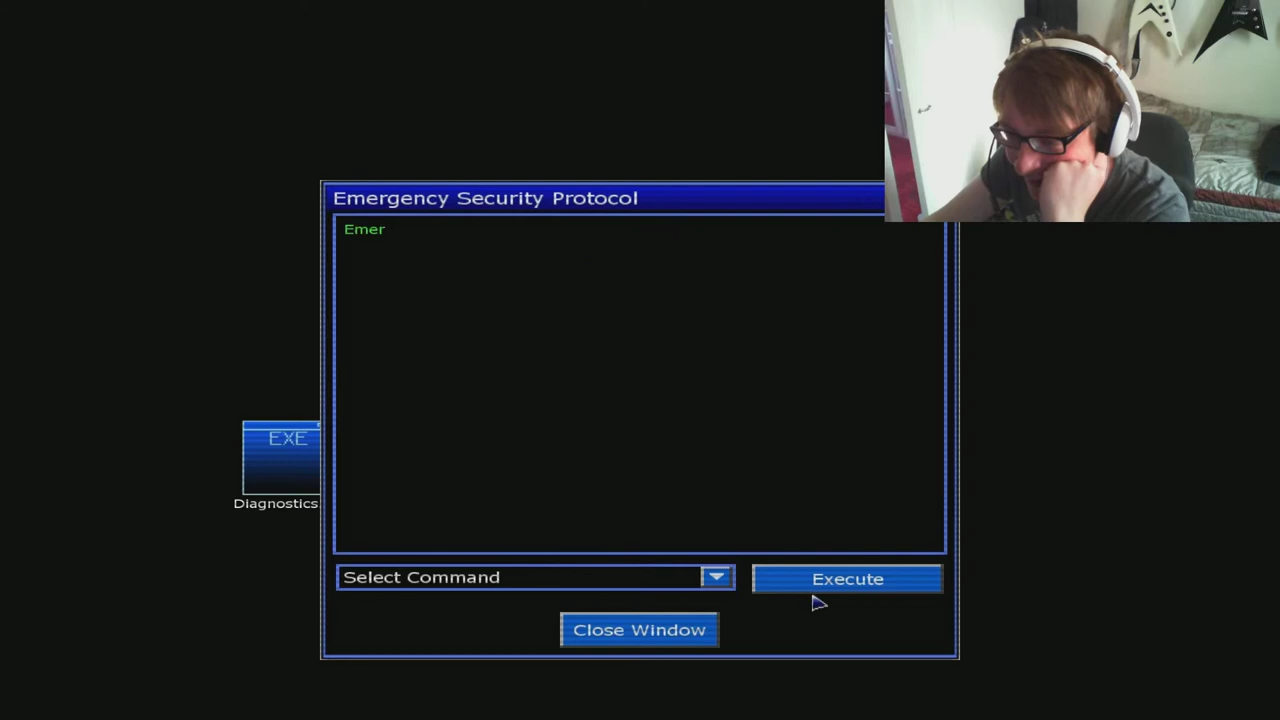 Emergency Security Protocol
Emer
EXE
Diagnostics
Select Command
Execute
Close Window